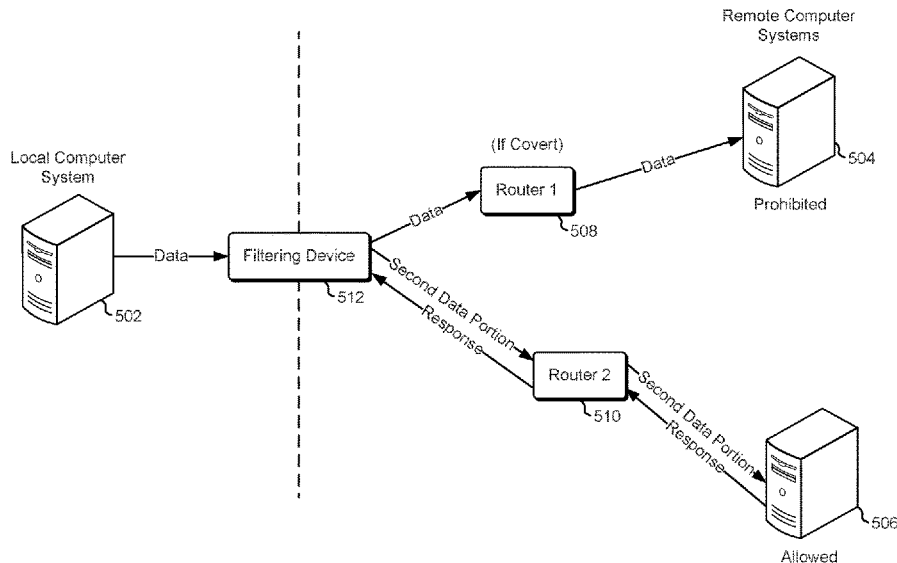 Remote Computer
Systems
504
Prohibited
(If Covert)
Router 1
508
Data
Data
Local Computer
System
502
Data
Filtering Device
512
Second Data Portion
Response
Router 2
510
Second Data Portion
Response
506
Allowed